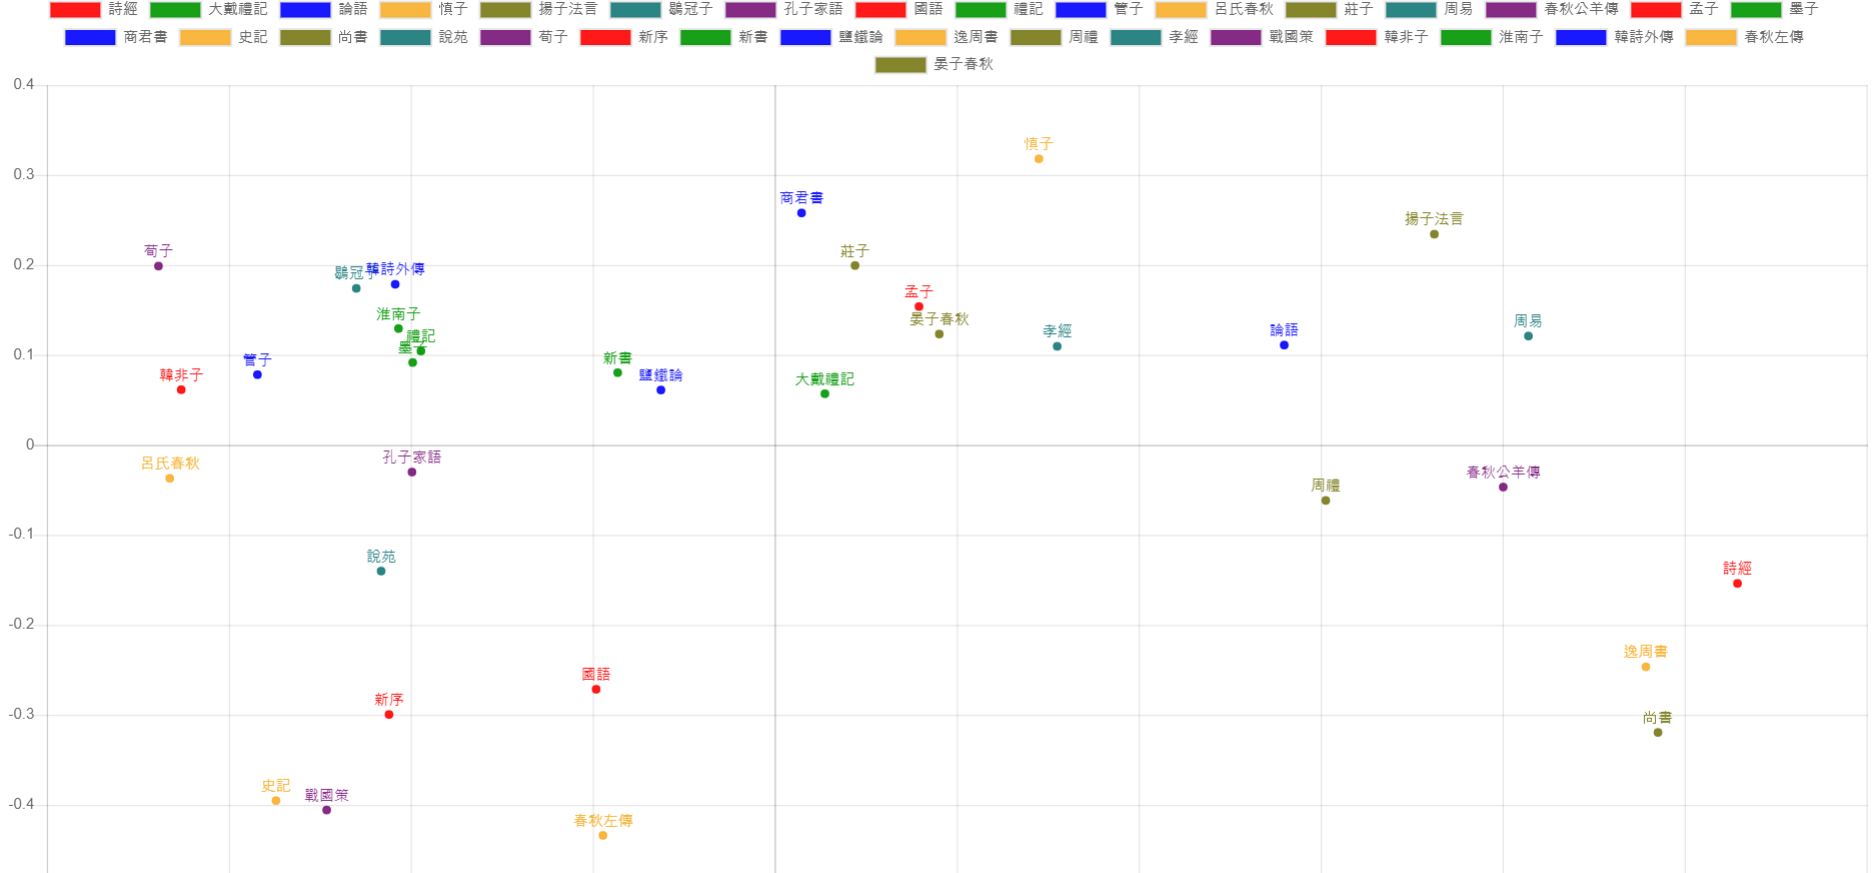 詩經 大戴禮記 論語 慎子 揚子法言 鶡冠子 孔子家語 國語 禮記 管子 呂氏春秋 莊子 周易 春秋公羊傳 孟子 墨子
商君書 史記 尚書 說苑 荀子 新序 新書 鹽鐵論 逸周書 周禮 孝經 戰國策 韓非子 淮南子 韓詩外傳 春秋左傳
晏子春秋
0.4
慎子
0.3
商君書
揚子法言
荀子
莊子
0.2
鶡冠子 韓詩外傳
孟子
淮南子
晏子春秋
周易
孝經
論語
禮記
墨子
0.1
新書
管子
韓非子
鹽鐵論
大戴禮記
0
孔子家語
呂氏春秋
春秋公羊傳
周禮
-0.1
說苑
詩經
-0.2
逸周書
國語
新序
-0.3
尚書
史記
戰國策
-0.4
春秋左傳